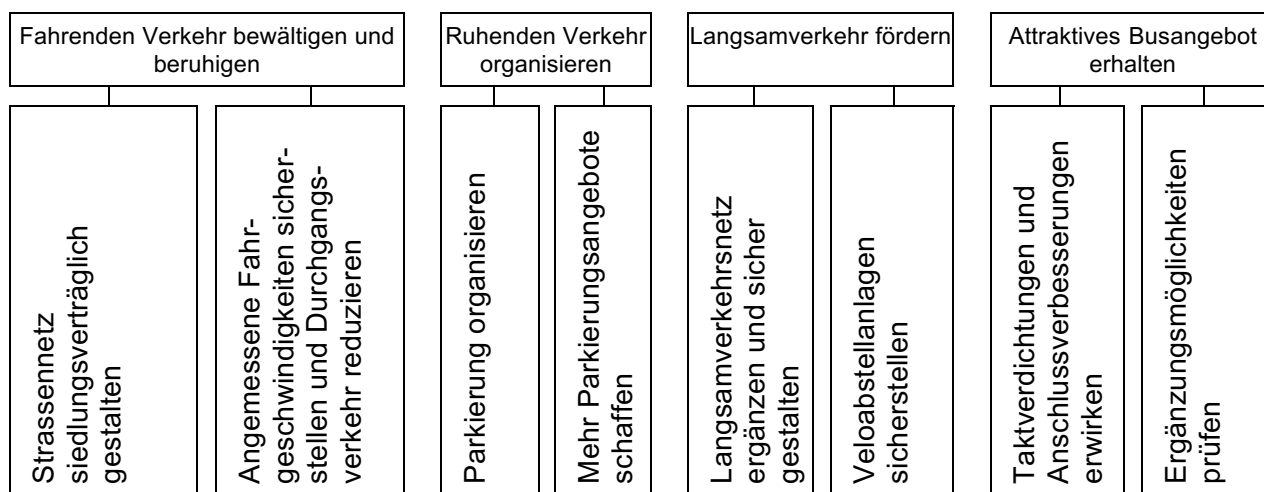 Fahrenden Verkehr bewältigen und
beruhigen
Ruhenden Verkehr
organisieren
Langsamverkehr fördern
Attraktives Busangebot
erhalten
Strassennetz
siedlungsverträglich
gestalten
Angemessene Fahr-
geschwindigkeiten sicher-
stellen und Durchgangs-
verkehr reduzieren
Parkierung organisieren
Mehr Parkierungsangebote
schaffen
Langsamverkehrsnetz
ergänzen und sicher
gestalten
Veloabstellanlagen
sicherstellen
Taktverdichtungen und
Anschlussverbesserungen
erwirken
Ergänzungsmöglichkeiten
prüfen